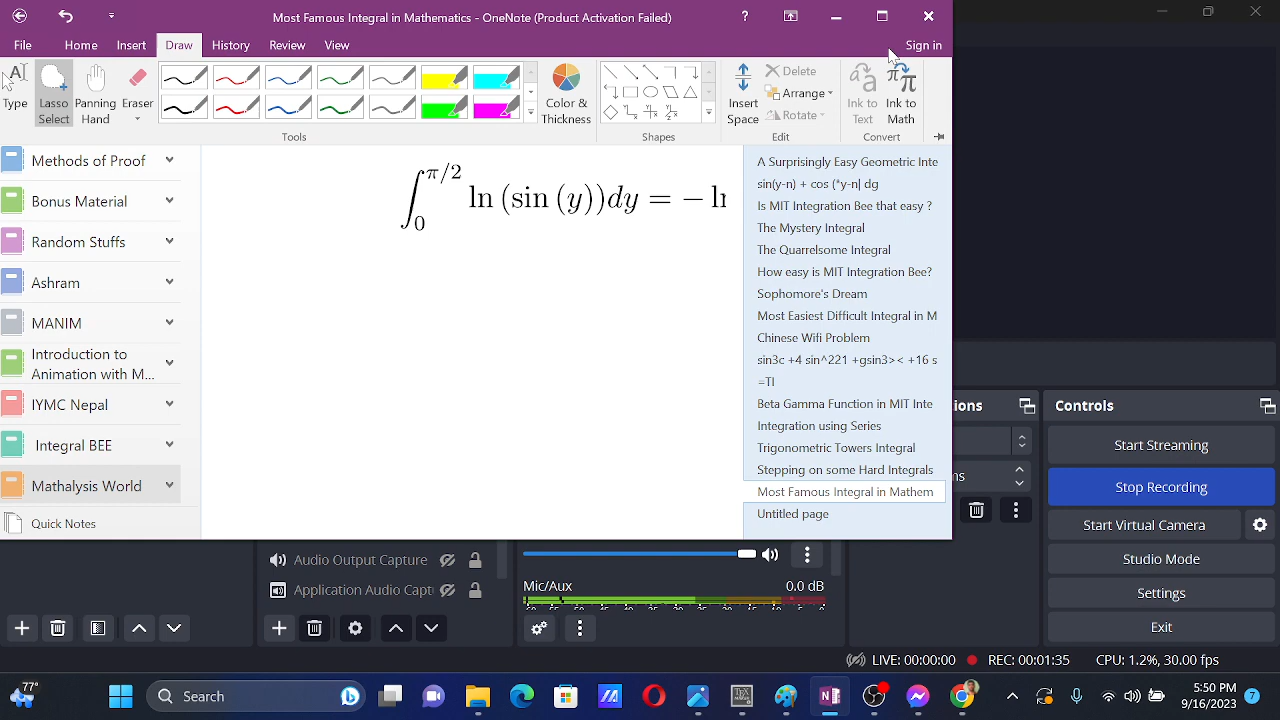 Most Famous Integral in Mathematics - OneNote (Product Activation Failed)
?
File Home Insert Draw History Review View
Sign in
Type
Lasso Select
Panning Hand
Eraser
Color & Thickness
Insert Space
Delete
Arrange
Rotate
Ink to Text
Ink to Math
Tools
Shapes
Edit
Convert
Methods of Proof
Bonus Material
Random Stuffs
Ashram
MANIM
Introduction to
Animation with M...
IYMC Nepal
Integral BEE
Mathalysis World
Quick Notes
∫₀^{π/2} ln (sin (y))dy = −
A Surprisingly Easy Geometric Inte
sin(y-n) + cos (*y-n| dg
Is MIT Integration Bee that easy ?
The Mystery Integral
The Quarrelsome Integral
How easy is MIT Integration Bee?
Sophomore's Dream
Most Easiest Difficult Integral in M
Chinese Wifi Problem
sin3c +4 sin^221 +gsin3>< +16 s
=TI
Beta Gamma Function in MIT Inte
Integration using Series
Trigonometric Towers Integral
Stepping on some Hard Integrals
Most Famous Integral in Mathem
Untitled page
Controls
Start Streaming
Stop Recording
Start Virtual Camera
Studio Mode
Settings
Exit
Audio Output Capture
Application Audio Captur
Mic/Aux
0.0 dB
LIVE: 00:00:00
REC: 00:01:35
CPU: 1.2%, 30.00 fps
77°
Search
5:50 PM
7